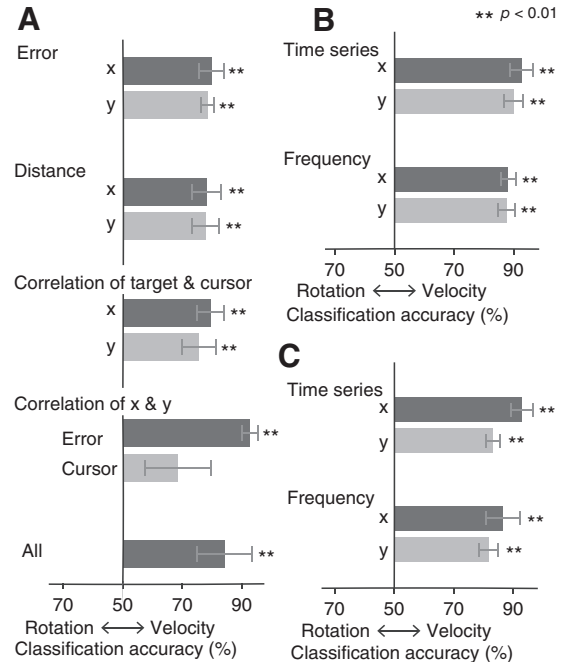 A
Error
x **
y **
Distance
x **
y **
Correlation of target & cursor
x **
y **
Correlation of x & y
Error **
Cursor
All **
70 50 70 90
Rotation ⟷ Velocity
Classification accuracy (%)
** p < 0.01
B
Time series
x **
y **
Frequency
x **
y **
70 50 70 90
Rotation ⟷ Velocity
Classification accuracy (%)
C
Time series
x **
y **
Frequency
x **
y **
70 50 70 90
Rotation ⟷ Velocity
Classification accuracy (%)